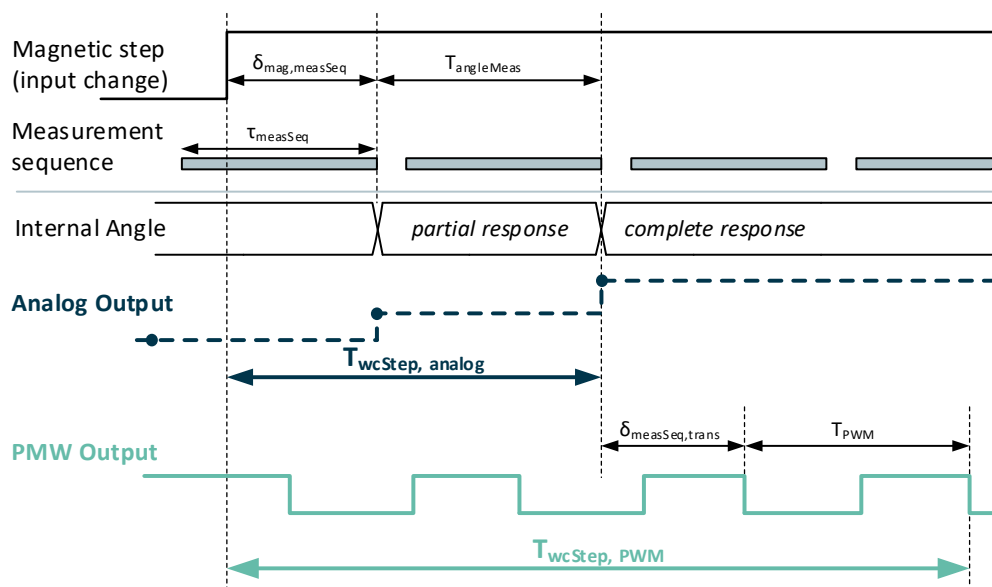 Magnetic step
(input change)
δmag,measSeq
TangleMeas
Measurement
sequence
τmeasSeq
Internal Angle
partial response
complete response
Analog Output
TwcStep, analog
δmeasSeq,trans
TPWM
PMW Output
TwcStep, PWM